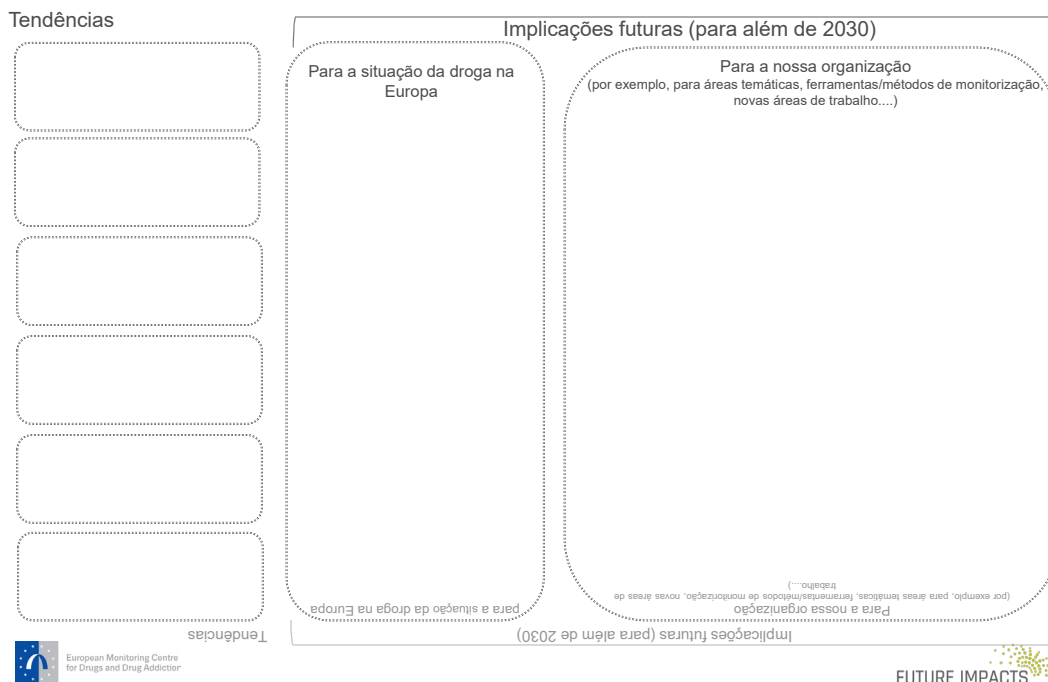 Tendências
Implicações futuras (para além de 2030)
Para a situação da droga na
Europa
Para a nossa organização
(por exemplo, para áreas temáticas, ferramentas/métodos de monitorização,
novas áreas de trabalho....)
Para a nossa organização
(por exemplo, para áreas temáticas, ferramentas/métodos de monitorização, novas áreas de
trabalho....)
para a situação da droga na Europa
Implicações futuras (para além de 2030)
Tendências
European Monitoring Centre
for Drugs and Drug Addiction
FUTURE IMPACTS